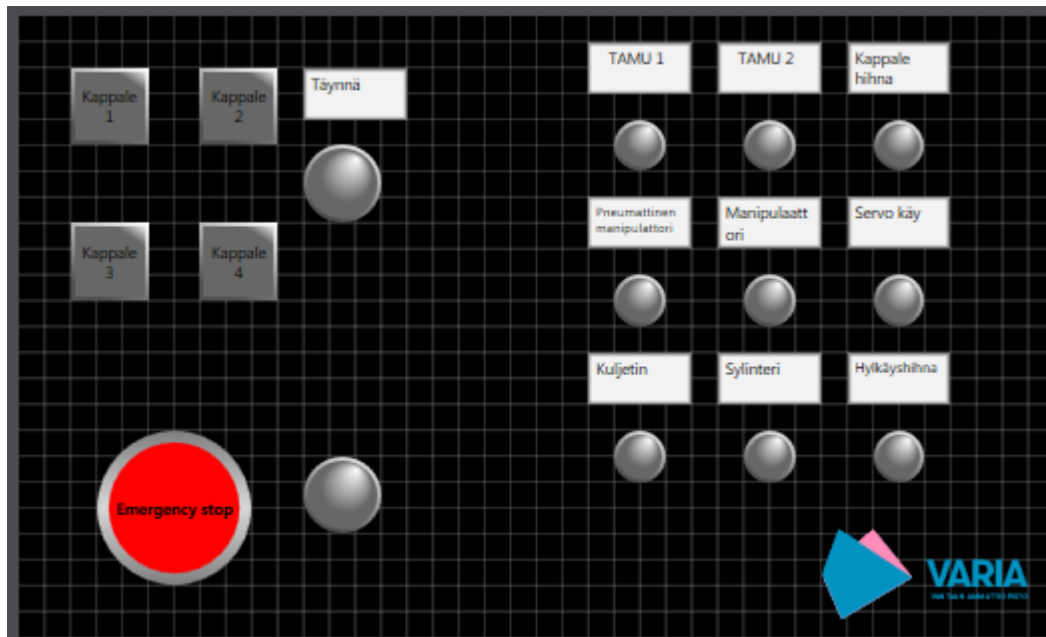 Kappale
1
Kappale
2
Täynnä
TAMU 1
TAMU 2
Kappale
hihna
Pneumattinen
manipulattori
Manipulaatt
ori
Servo käy
Kappale
3
Kappale
4
Kuljetin
Sylinteri
Hylkäyshihna
Emergency stop
VARIA